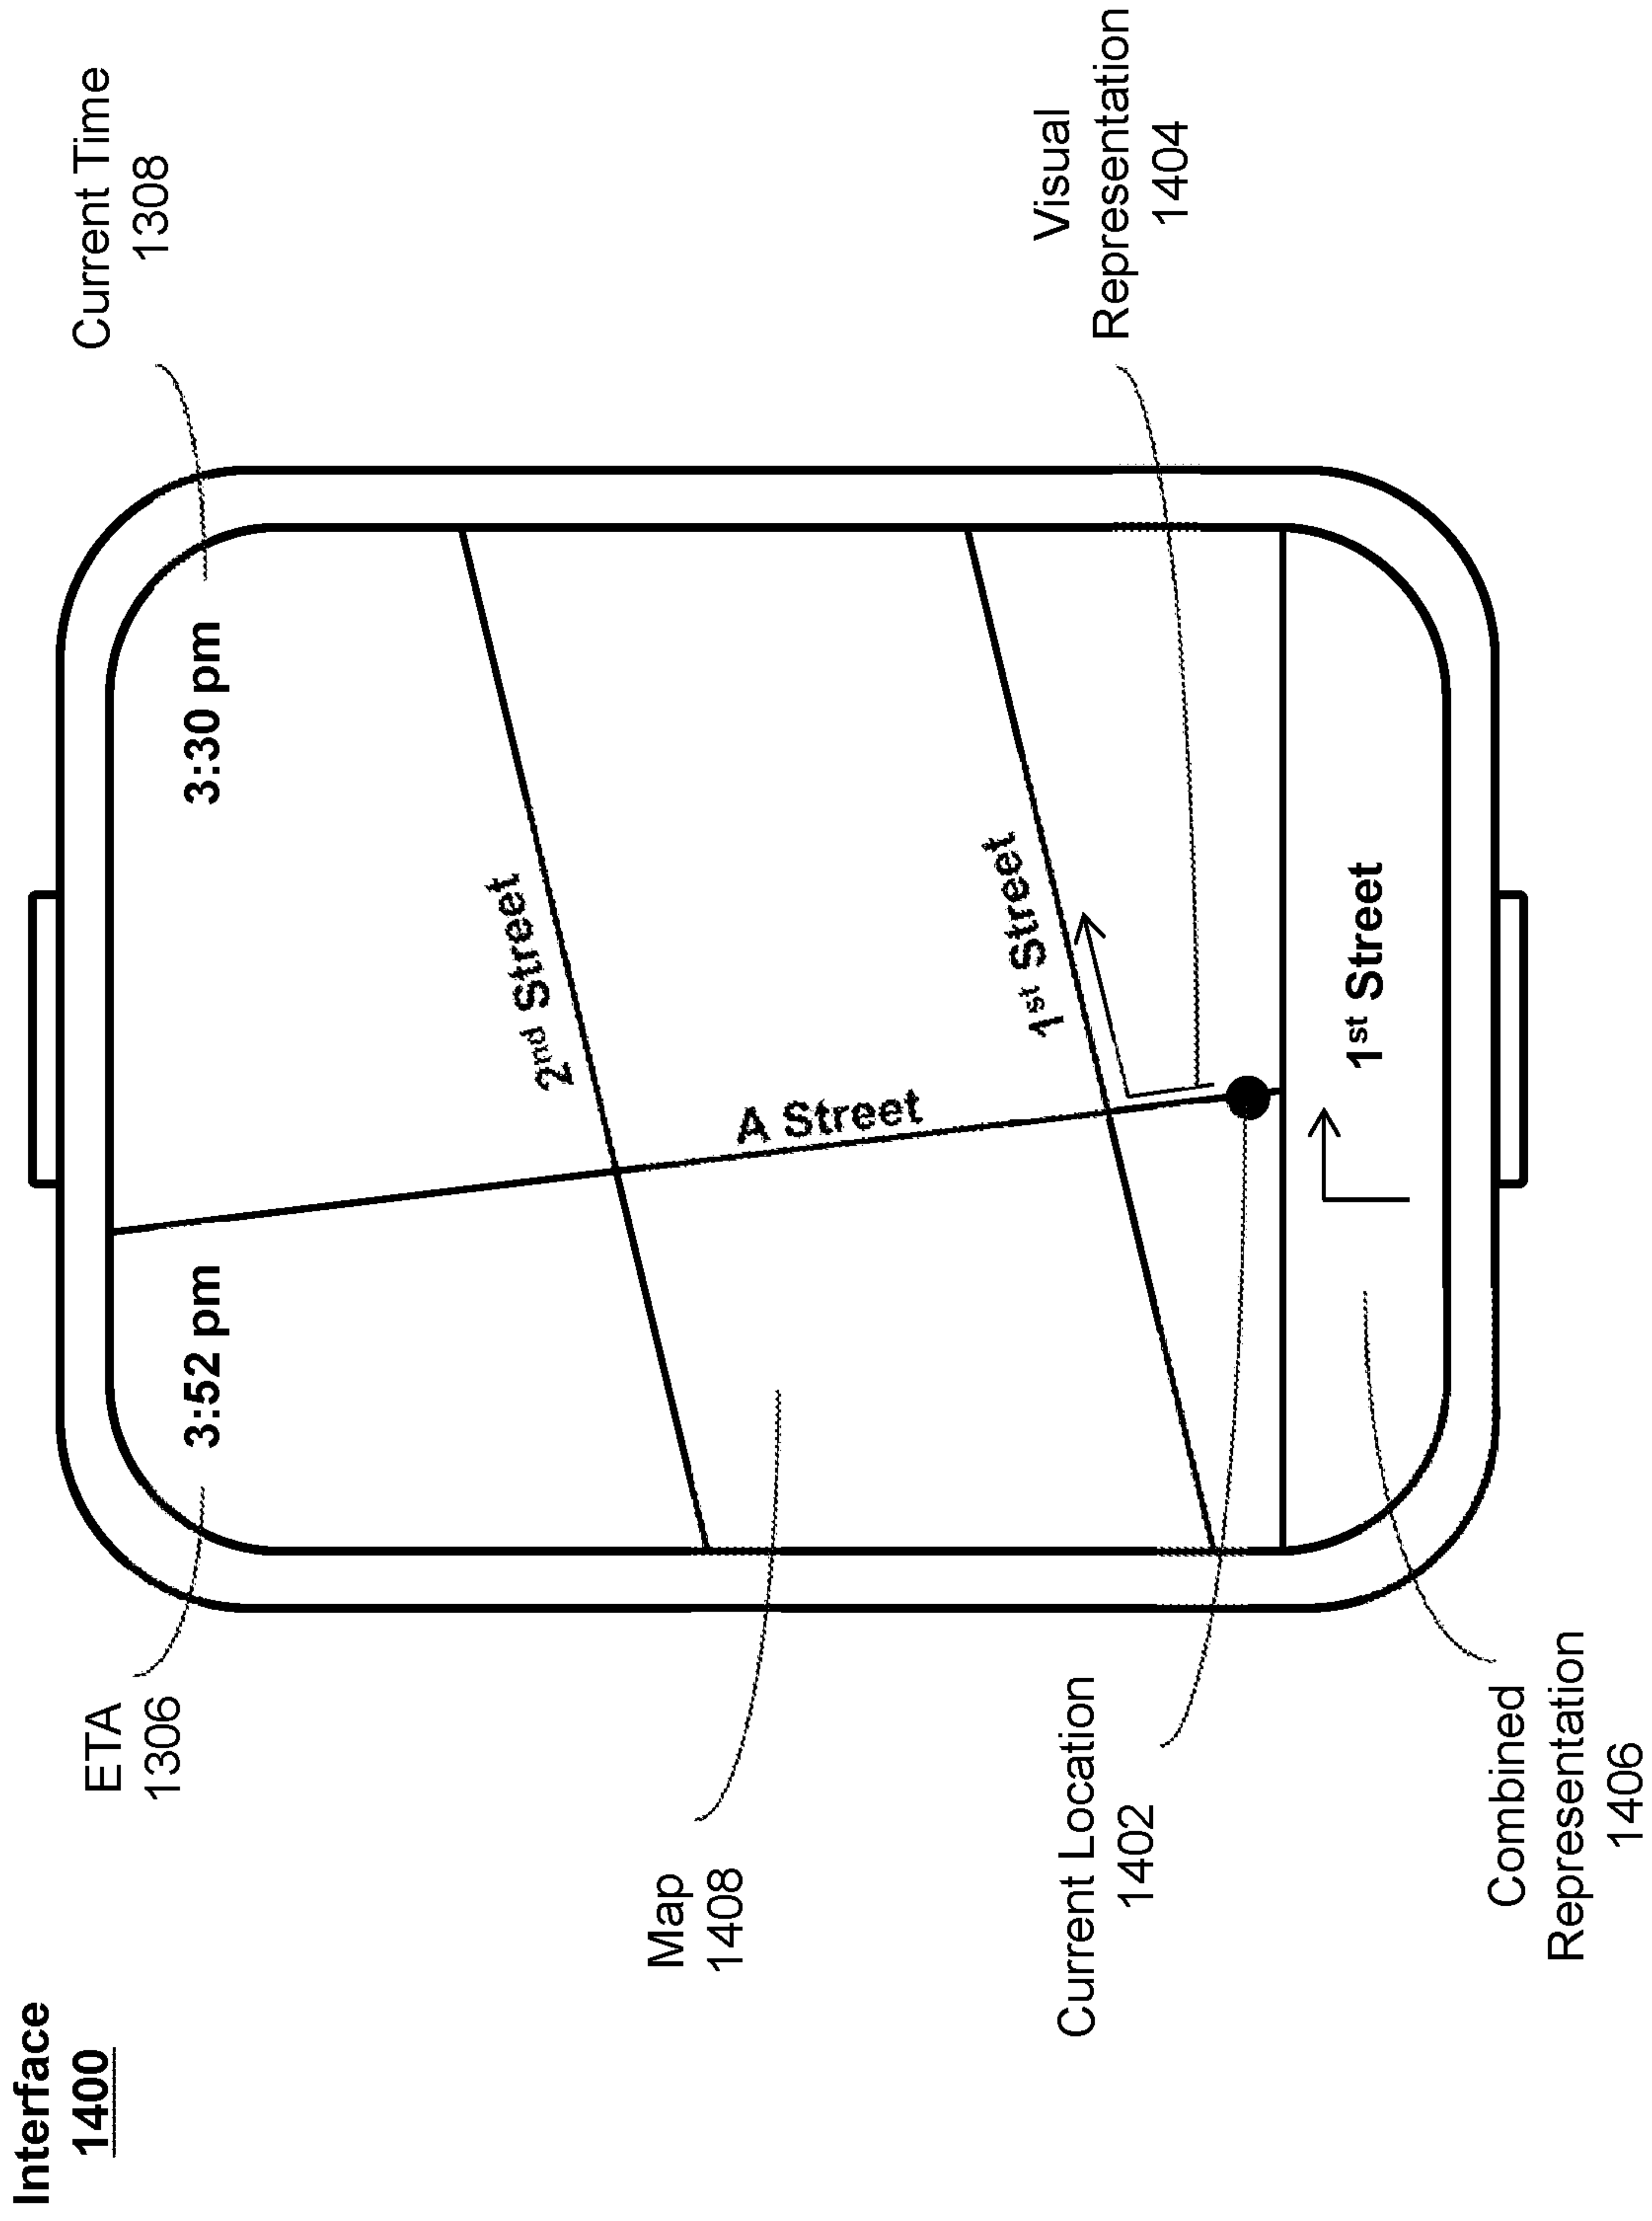 Interface
1400
ETA
1306
Current Time
1308
3:52 pm
3:30 pm
2nd Street
Map
1408
A Street
1st Street
Current Location
1402
Visual
Representation
1404
1st Street
Combined
Representation
1406